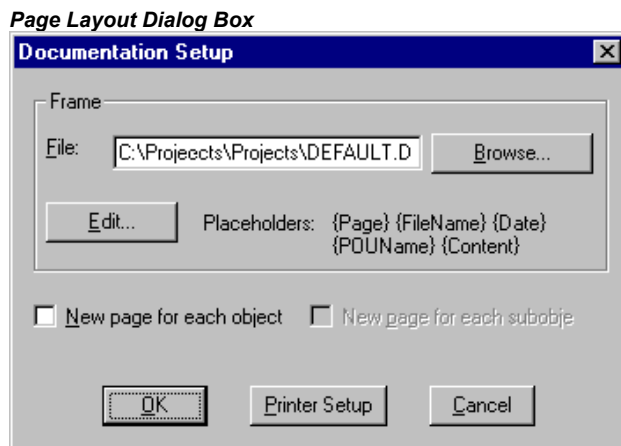 Page Layout Dialog Box
Documentation Setup
Frame
File: C:\Projeects\Projects\DEFAULT.D Browse...
Edit... Placeholders: {Page} {FileName} {Date}
{POUName} {Content}
New page for each object New page for each subobje
OK Printer Setup Cancel